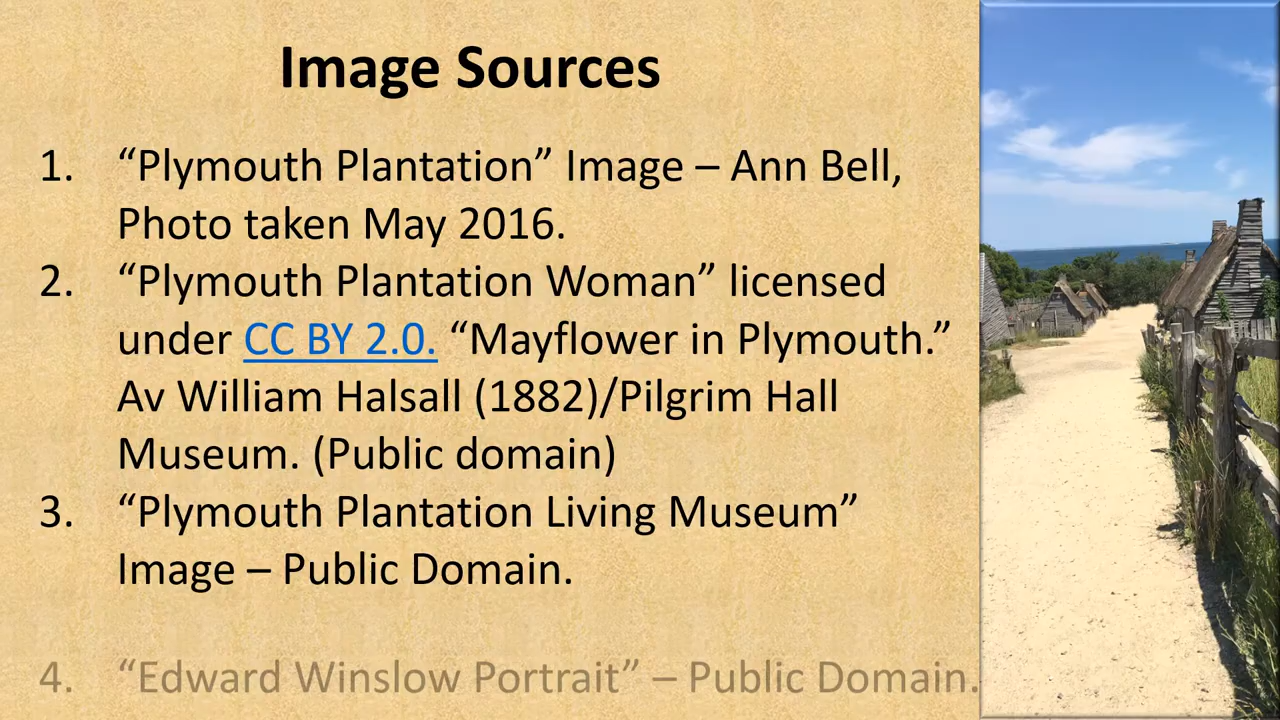 Image Sources
1. “Plymouth Plantation” Image – Ann Bell,
Photo taken May 2016.
2. “Plymouth Plantation Woman” licensed
under CC BY 2.0. “Mayflower in Plymouth.”
Av William Halsall (1882)/Pilgrim Hall
Museum. (Public domain)
3. “Plymouth Plantation Living Museum”
Image – Public Domain.
4. “Edward Winslow Portrait” – Public Domain.